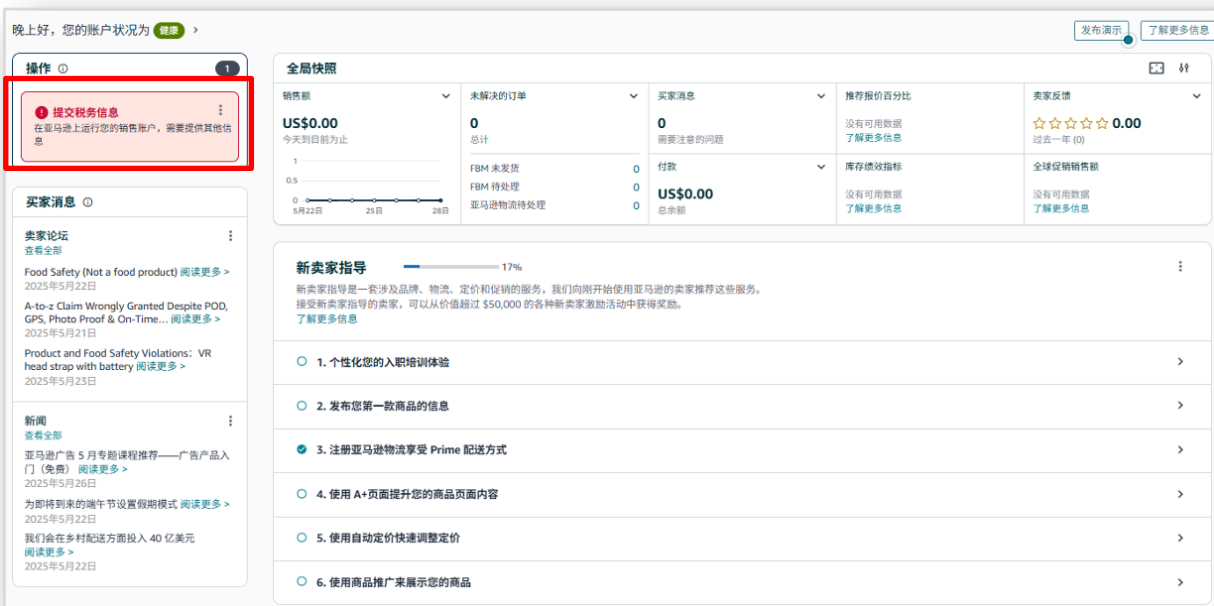 晚上好，您的账户状况为 健康
发布演示
了解更多信息
操作
1
提交税务信息
在亚马逊上运行您的销售账户，需要提供其他信
息
买家消息
卖家论坛
查看全部
Food Safety (Not a food product) 阅读更多 >
2025年5月22日
A-to-z Claim Wrongly Granted Despite POD,
GPS, Photo Proof & On-Time... 阅读更多 >
2025年5月21日
Product and Food Safety Violations：VR
head strap with battery 阅读更多 >
2025年5月23日
新闻
查看全部
亚马逊广告 5 月专题课程推荐——广告产品入
门（免费） 阅读更多 >
2025年5月26日
为即将到来的端午节设置假期模式 阅读更多 >
2025年5月22日
我们会在乡村配送方面投入 40 亿美元
阅读更多 >
2025年5月22日
全局快照
销售额
US$0.00
今天到目前为止
1
0.5
0
5月22日 25日 28日
未解决的订单
0
总计
FBM 未发货 0
FBM 待处理 0
亚马逊物流待处理 0
买家消息
0
需要注意的问题
付款
US$0.00
总余额
推荐报价百分比
没有可用数据
了解更多信息
库存绩效指标
没有可用数据
了解更多信息
卖家反馈
0.00
过去一年 (0)
全球促销销售额
没有可用数据
了解更多信息
新卖家指导 17%
新卖家指导是一套涉及品牌、物流、定价和促销的服务，我们向刚开始使用亚马逊的卖家推荐这些服务。
接受新卖家指导的卖家，可以从价值超过 $50,000 的各种新卖家激励活动中获得奖励。
了解更多信息
1. 个性化您的入职培训体验
2. 发布您第一款商品的信息
3. 注册亚马逊物流享受 Prime 配送方式
4. 使用 A+页面提升您的商品页面内容
5. 使用自动定价快速调整定价
6. 使用商品推广来展示您的商品